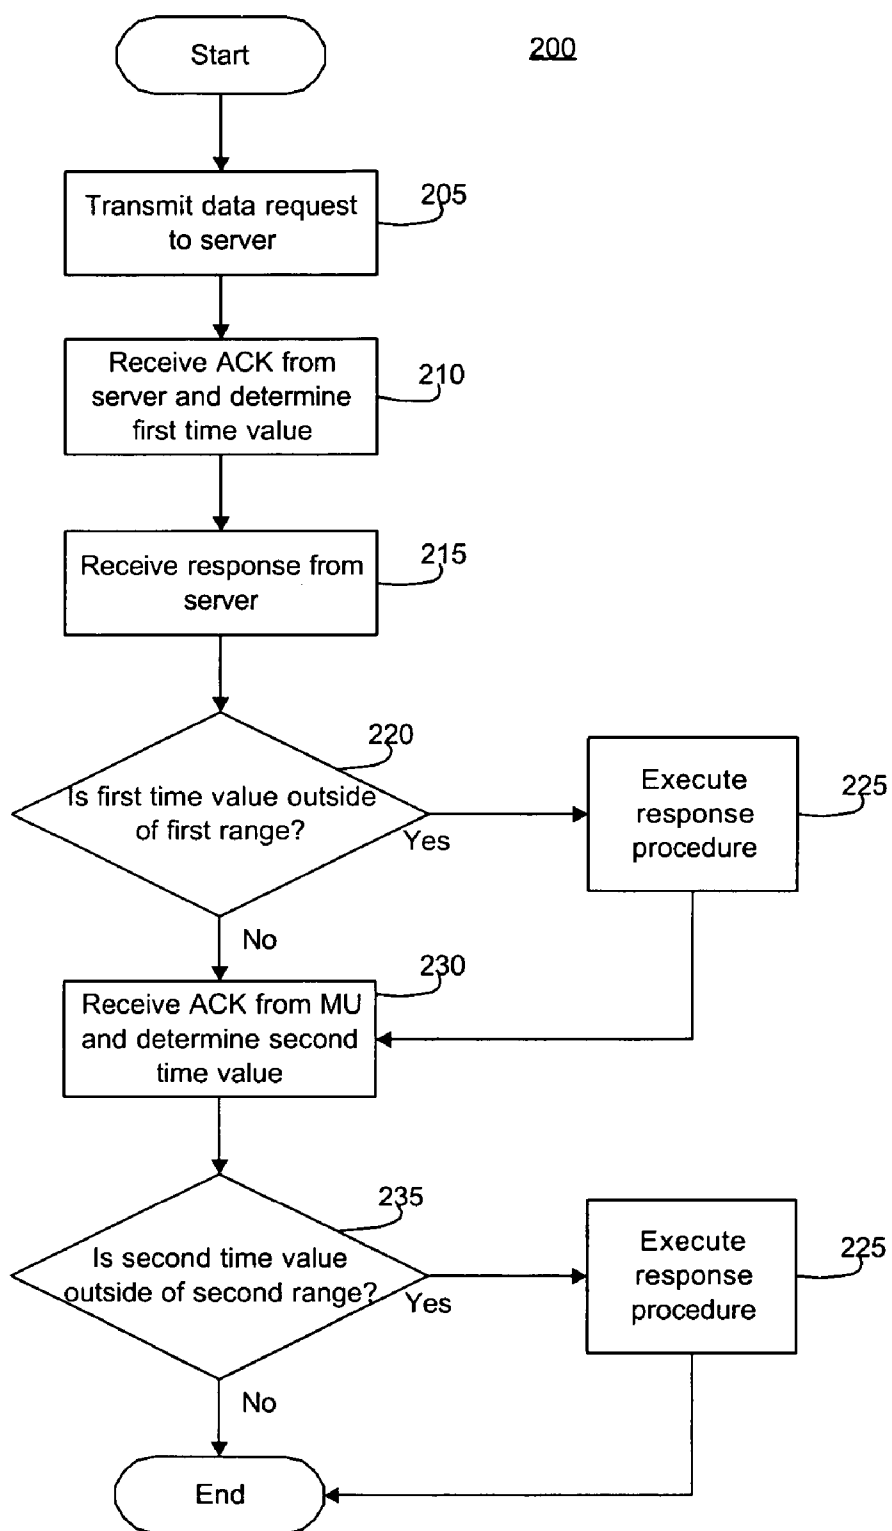 Start
200
Transmit data request
to server
205
Receive ACK from
server and determine
first time value
210
Receive response from
server
215
220
Is first time value outside
of first range?
Yes
Execute
response
procedure
225
No
230
Receive ACK from MU
and determine second
time value
235
Is second time value
outside of second range?
Yes
Execute
response
procedure
225
No
End